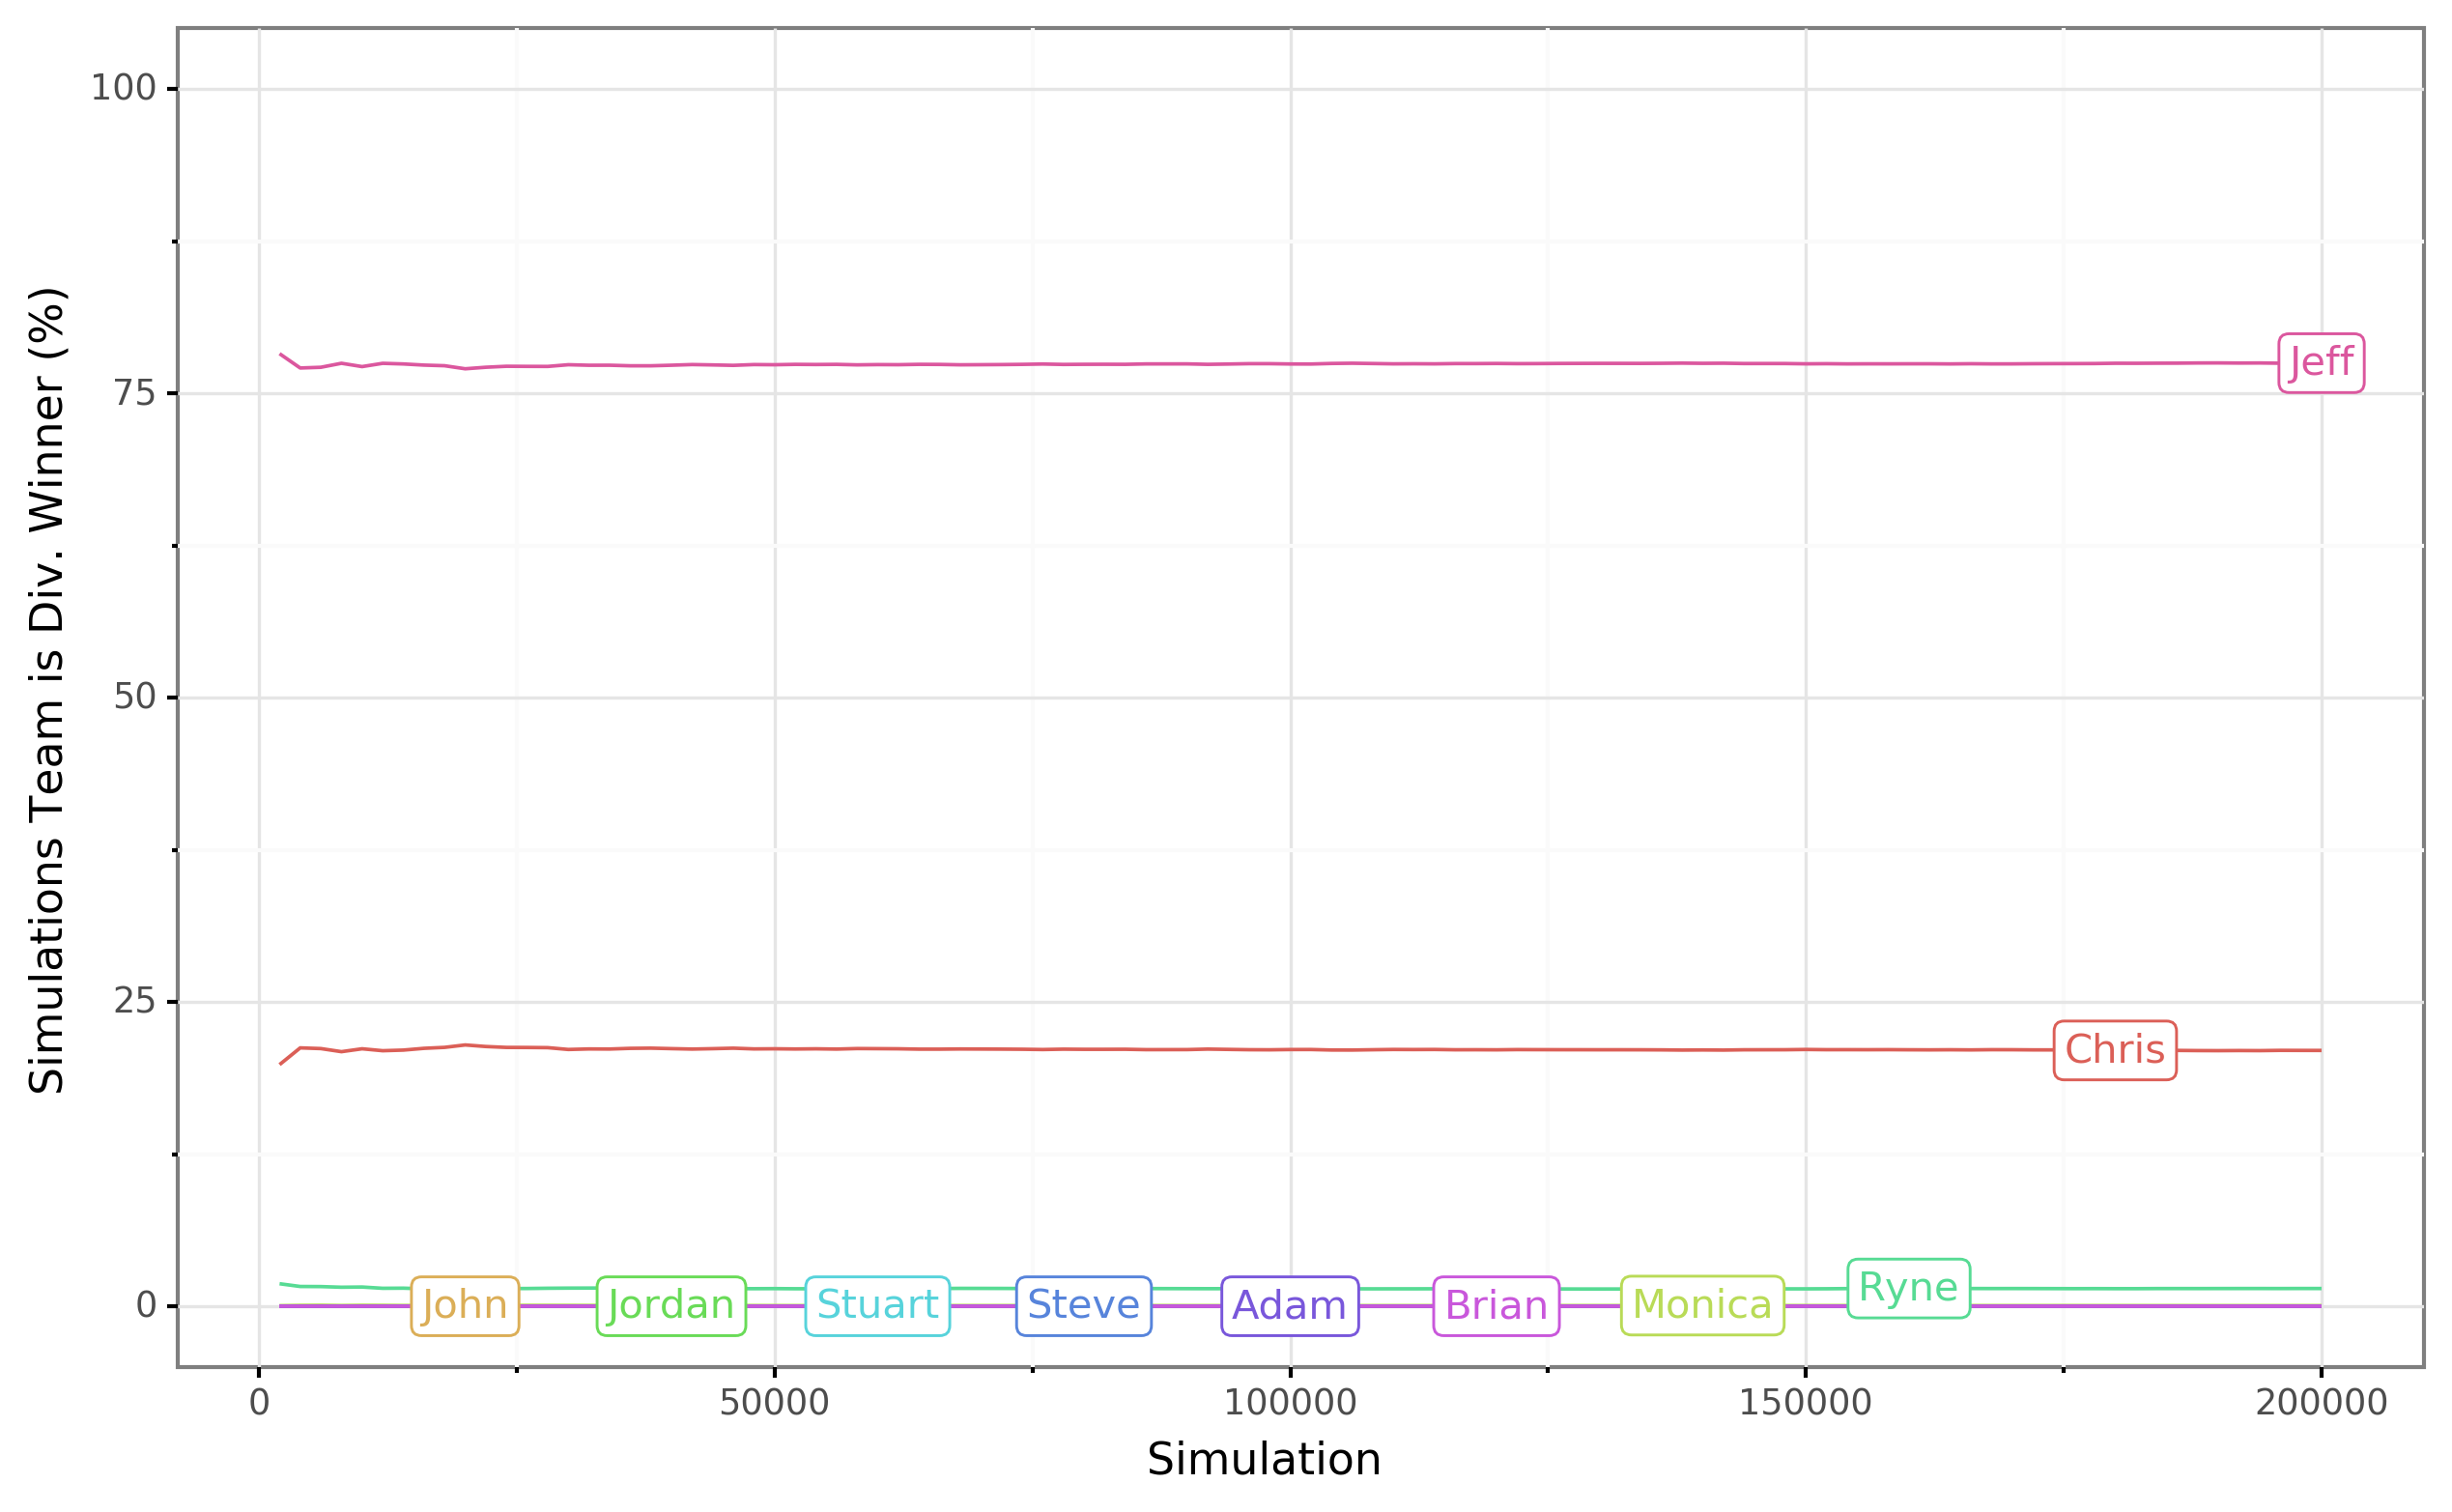 Simulations Team is Div. Winner (%)
100
75
50
25
0
Jeff
Chris
John
Jordan
Stuart
Steve
Adam
Brian
Monica
Ryne
0
50000
100000
150000
200000
Simulation